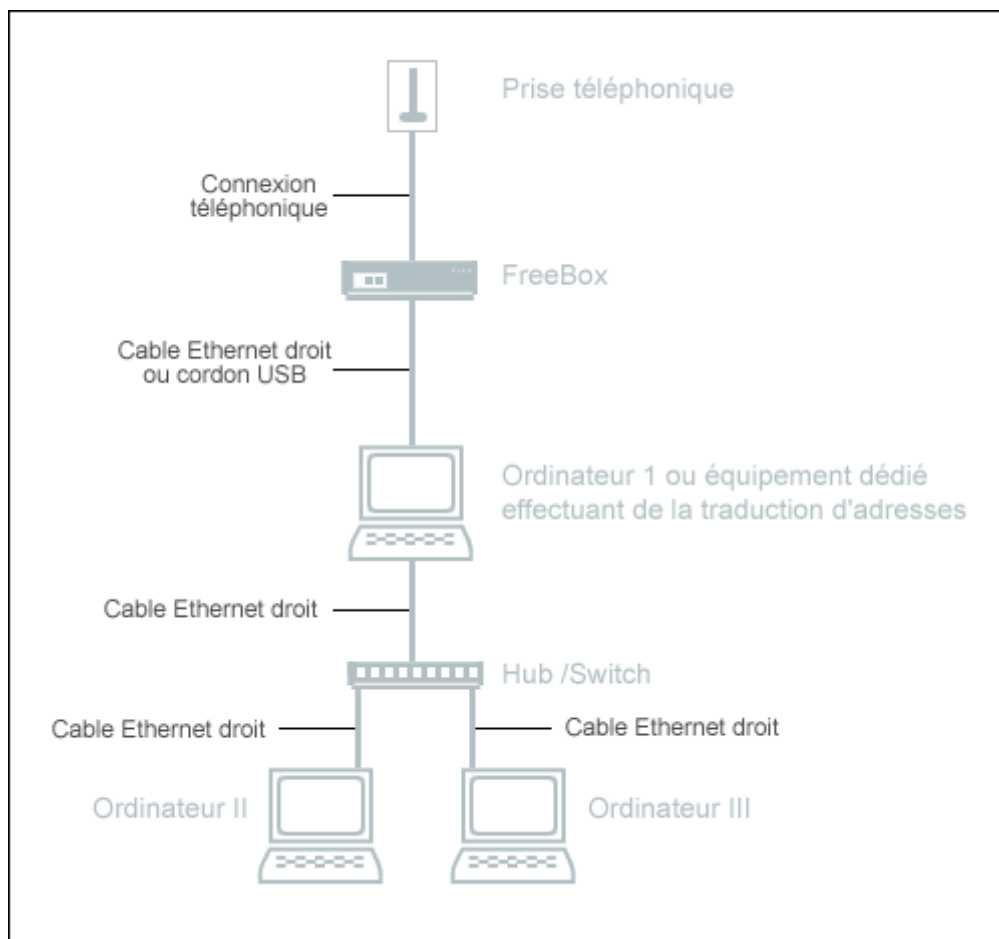 Prise téléphonique
Connexion
téléphonique
FreeBox
Cable Ethernet droit
ou cordon USB
Ordinateur 1 ou équipement dédié
effectuant de la traduction d'adresses
Cable Ethernet droit
Hub /Switch
Cable Ethernet droit
Cable Ethernet droit
Ordinateur II
Ordinateur III